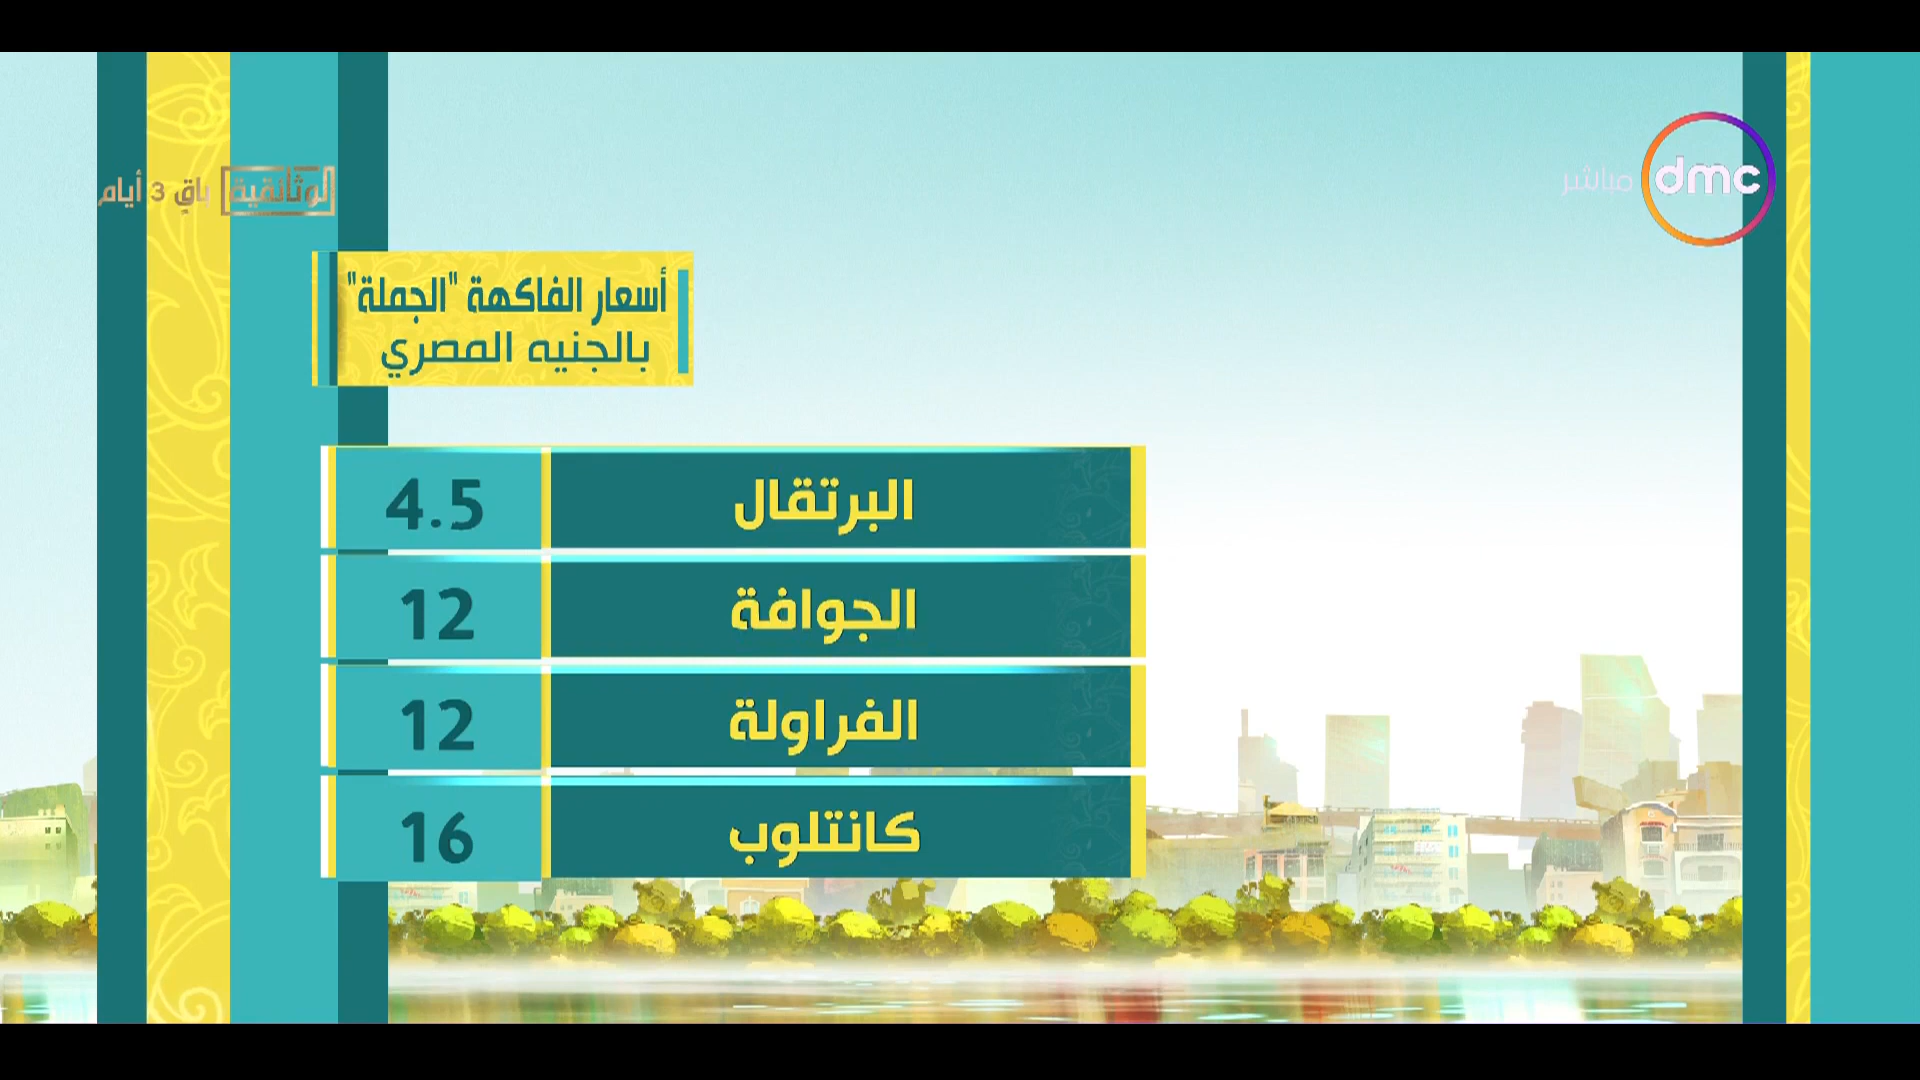 dmc مباشر
الوثائقية باقٍ 3 أيام
أسعار الفاكهة "الجملة"
بالجنيه المصري
البرتقال 4.5
الجوافة 12
الفراولة 12
كانتلوب 16